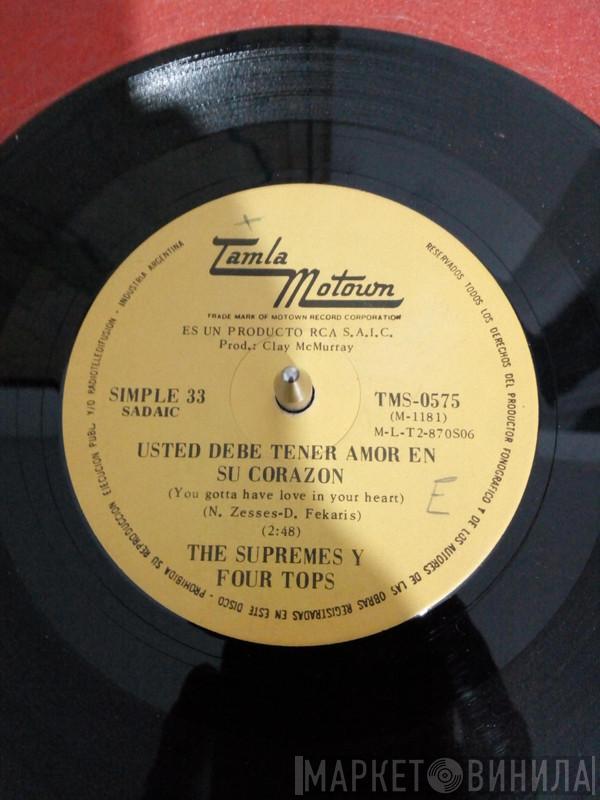 Tamla
Motown
TRADE MARK OF MOTOWN RECORD CORPORATION
ES UN PRODUCTO RCA S.A.I.C.
Prod.: Clay McMurray
SIMPLE 33
SADAIC
TMS-0575
(M-1181)
M-L-T2-870S06
USTED DEBE TENER AMOR EN
SU CORAZON
(You gotta have love in your heart)
(N. Zesses-D. Fekaris)
(2:48)
E
THE SUPREMES Y
FOUR TOPS
RESERVADOS TODOS LOS DERECHOS DEL PRODUCTOR FONOGRAFICO Y DE LOS AUTORES DE LAS OBRAS REGISTRADAS EN ESTE DISCO - PROHIBIDA SU REPRODUCCION EJECUCION PUBL. Y/O RADIOTELEDIFUSION - INDUSTRIA ARGENTINA
МАРКЕТ ВИНИЛА